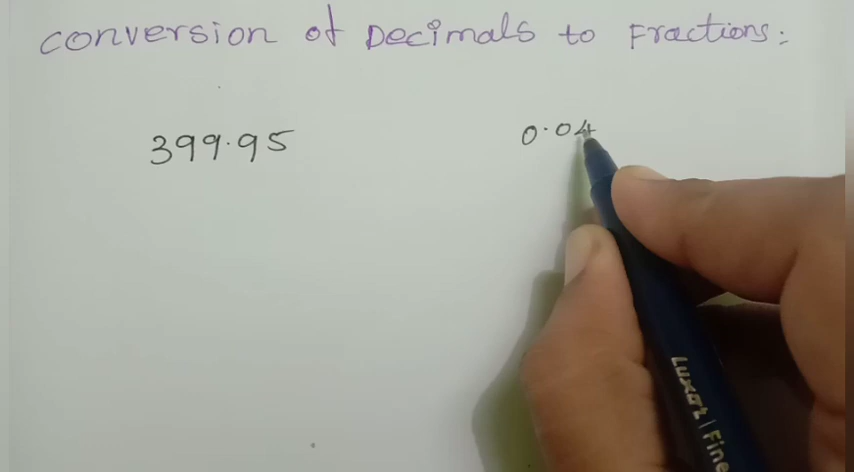 Conversion of Decimals to Fractions:
399.95 0.04
Luxor | Fine